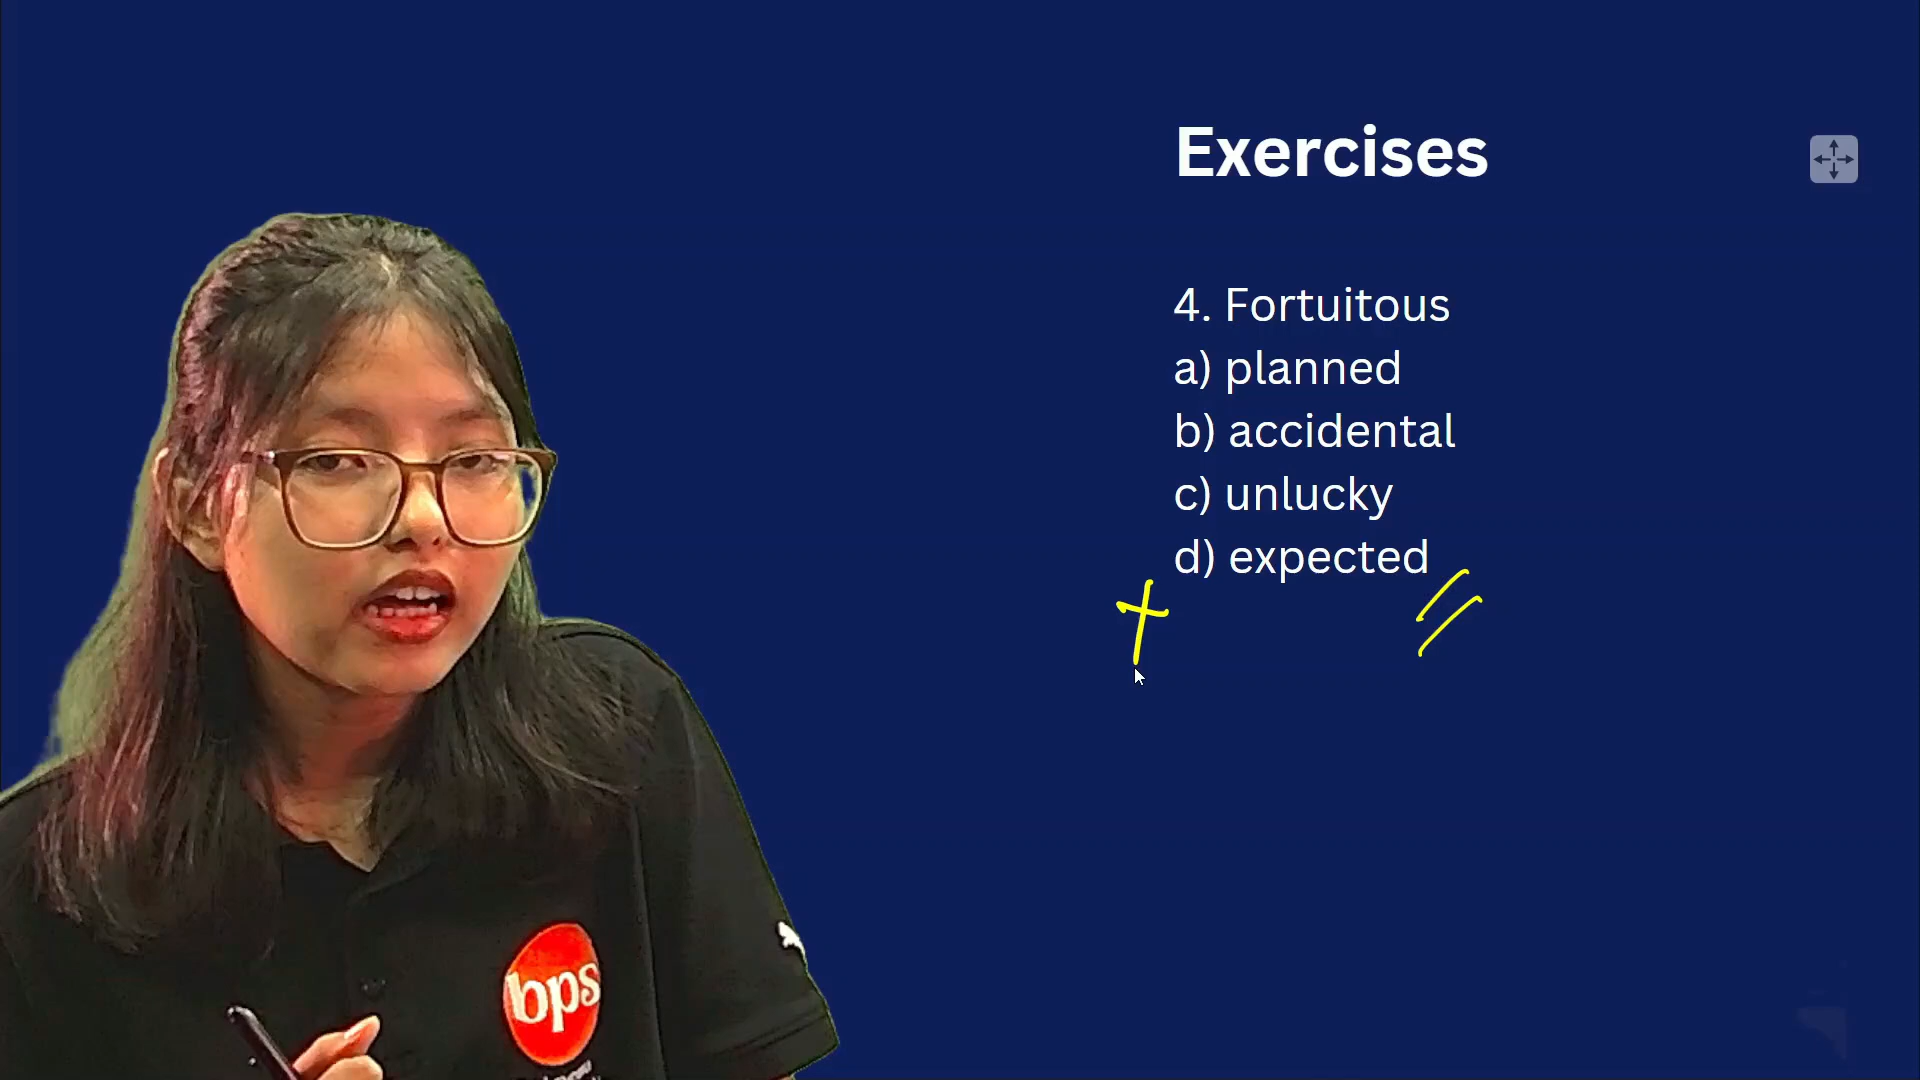 Exercises
4. Fortuitous
a) planned
b) accidental
c) unlucky
d) expected
bps